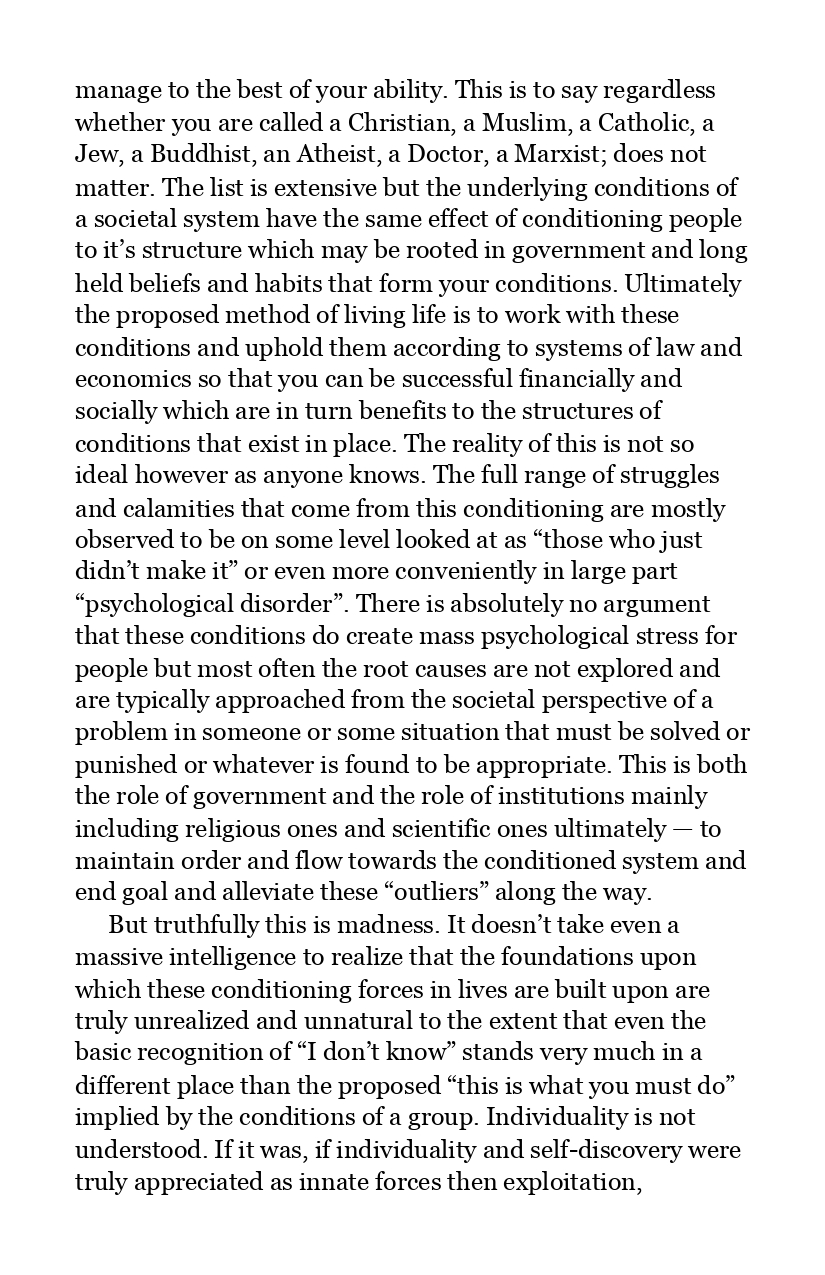 manage to the best of your ability. This is to say regardless
whether you are called a Christian, a Muslim, a Catholic, a
Jew, a Buddhist, an Atheist, a Doctor, a Marxist; does not
matter. The list is extensive but the underlying conditions of
a societal system have the same effect of conditioning people
to it’s structure which may be rooted in government and long
held beliefs and habits that form your conditions. Ultimately
the proposed method of living life is to work with these
conditions and uphold them according to systems of law and
economics so that you can be successful financially and
socially which are in turn benefits to the structures of
conditions that exist in place. The reality of this is not so
ideal however as anyone knows. The full range of struggles
and calamities that come from this conditioning are mostly
observed to be on some level looked at as “those who just
didn’t make it” or even more conveniently in large part
“psychological disorder”. There is absolutely no argument
that these conditions do create mass psychological stress for
people but most often the root causes are not explored and
are typically approached from the societal perspective of a
problem in someone or some situation that must be solved or
punished or whatever is found to be appropriate. This is both
the role of government and the role of institutions mainly
including religious ones and scientific ones ultimately — to
maintain order and flow towards the conditioned system and
end goal and alleviate these “outliers” along the way.
But truthfully this is madness. It doesn’t take even a
massive intelligence to realize that the foundations upon
which these conditioning forces in lives are built upon are
truly unrealized and unnatural to the extent that even the
basic recognition of “I don’t know” stands very much in a
different place than the proposed “this is what you must do”
implied by the conditions of a group. Individuality is not
understood. If it was, if individuality and self-discovery were
truly appreciated as innate forces then exploitation,